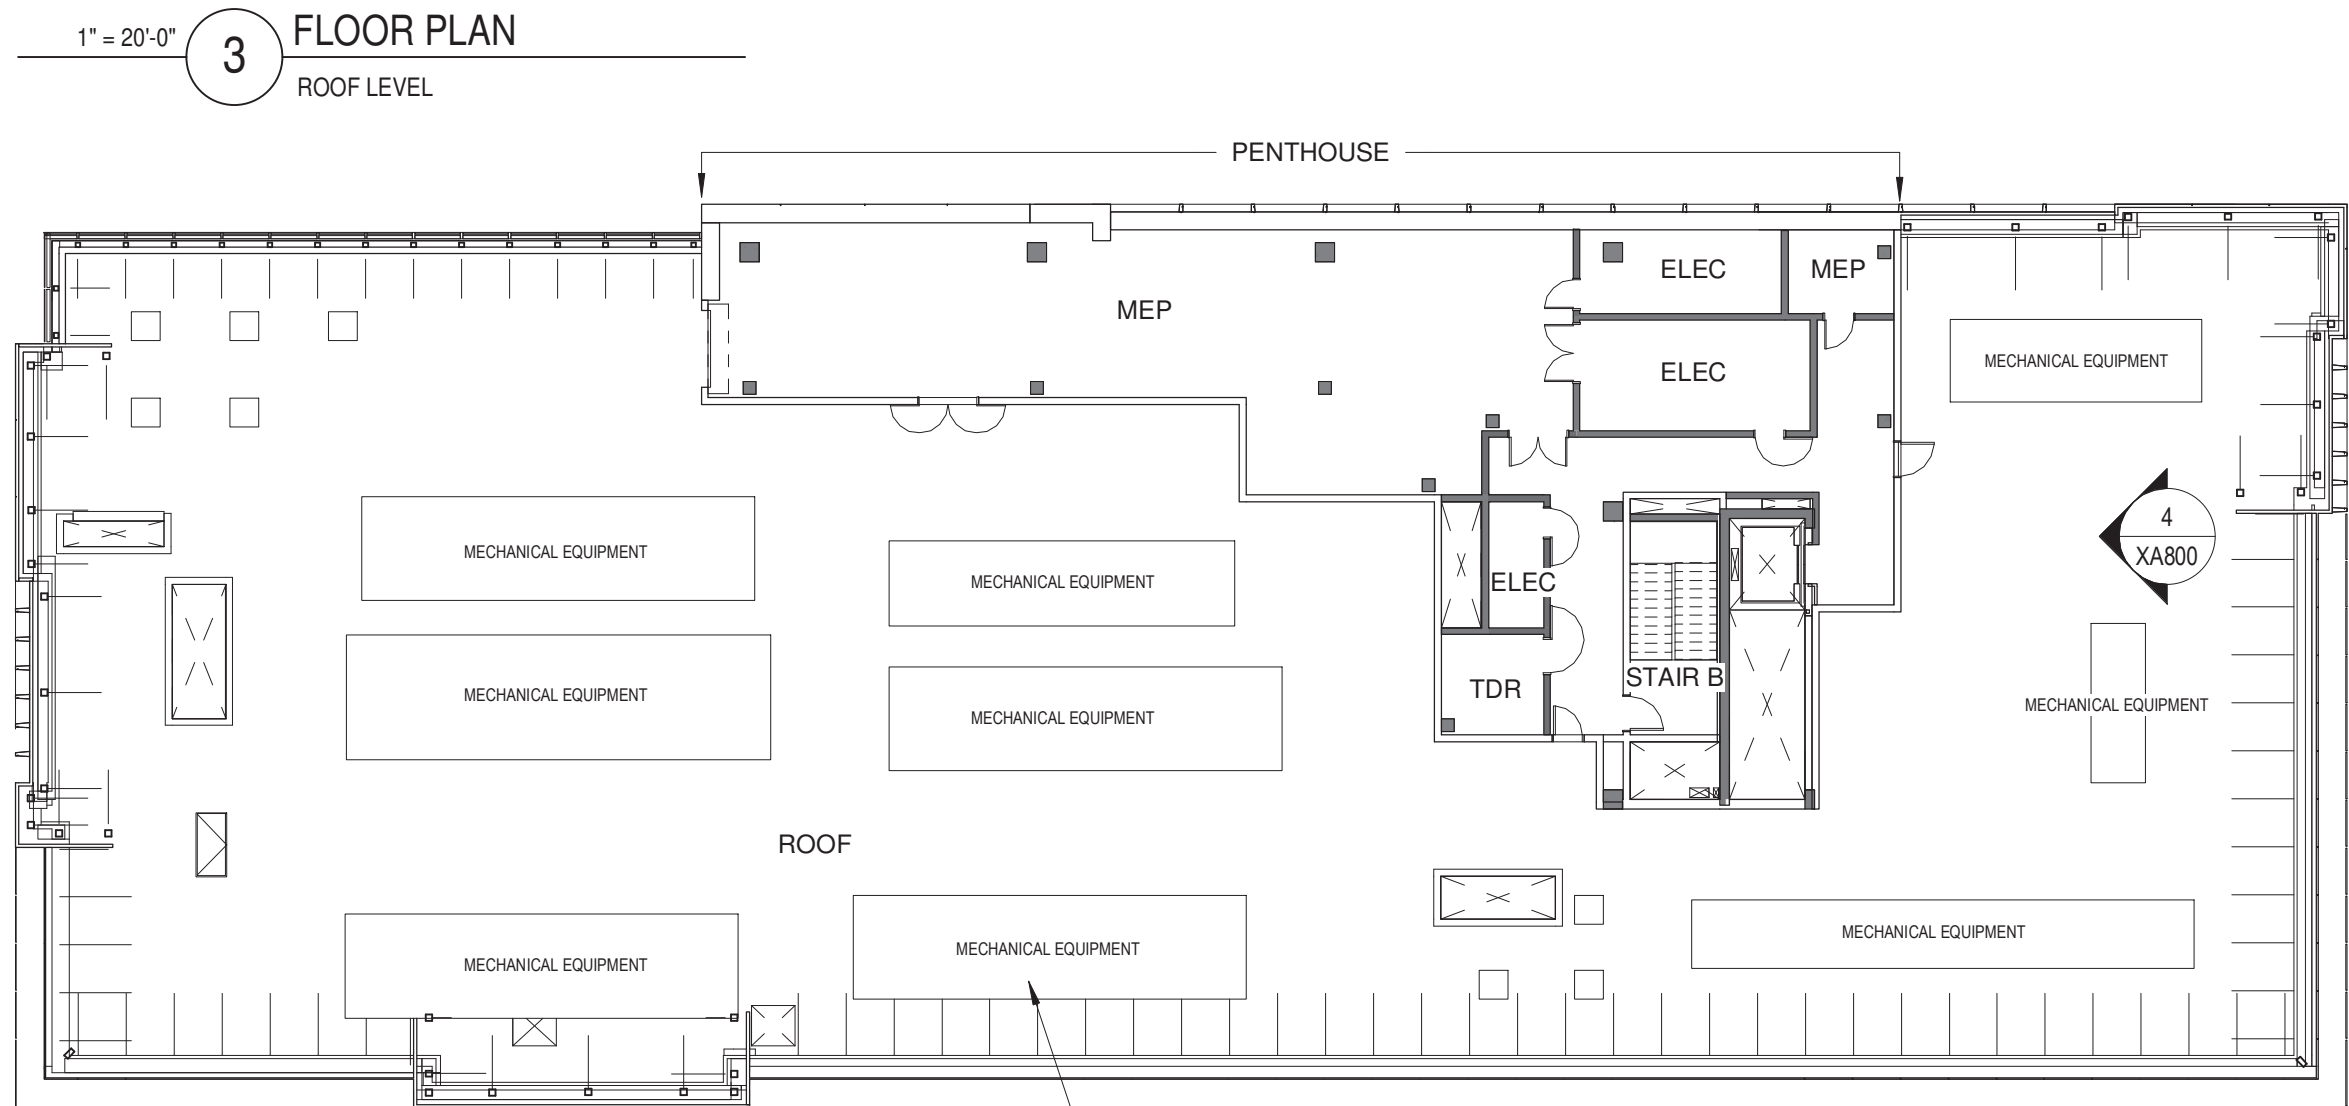 1" = 20'-0"
3
FLOOR PLAN
ROOF LEVEL
PENTHOUSE
ELEC
MEP
MEP
MECHANICAL EQUIPMENT
ELEC
4
XA800
MECHANICAL EQUIPMENT
MECHANICAL EQUIPMENT
ELEC
STAIR B
TDR
MECHANICAL EQUIPMENT
MECHANICAL EQUIPMENT
MECHANICAL EQUIPMENT
ROOF
MECHANICAL EQUIPMENT
MECHANICAL EQUIPMENT
MECHANICAL EQUIPMENT